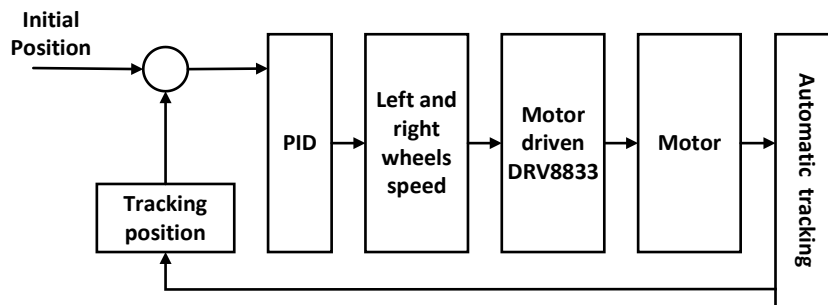 Initial
Position
PID
Left and
right
wheels
speed
Motor
driven
DRV8833
Motor
Automatic tracking
Tracking
position